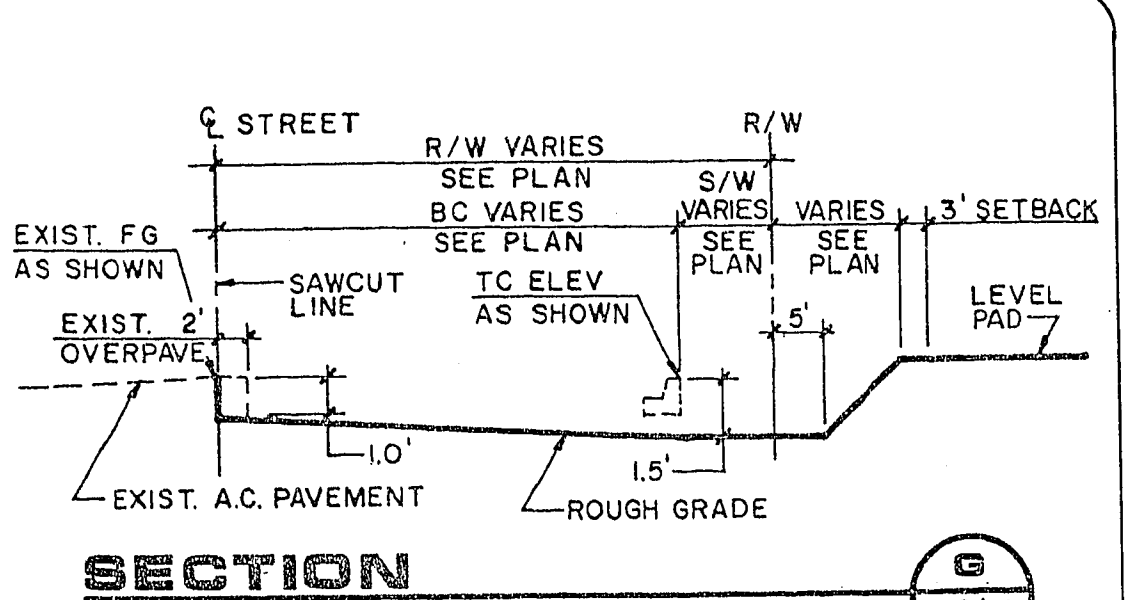 ℄ STREET
R/W
R/W VARIES
SEE PLAN
S/W
VARIES
SEE
PLAN
BC VARIES
SEE PLAN
VARIES
SEE
PLAN
3' SETBACK
EXIST. FG
AS SHOWN
SAWCUT
LINE
TC ELEV
AS SHOWN
LEVEL
PAD
EXIST. 2'
OVERPAVE
5'
1.0'
1.5'
EXIST. A.C. PAVEMENT
ROUGH GRADE
SECTION
G